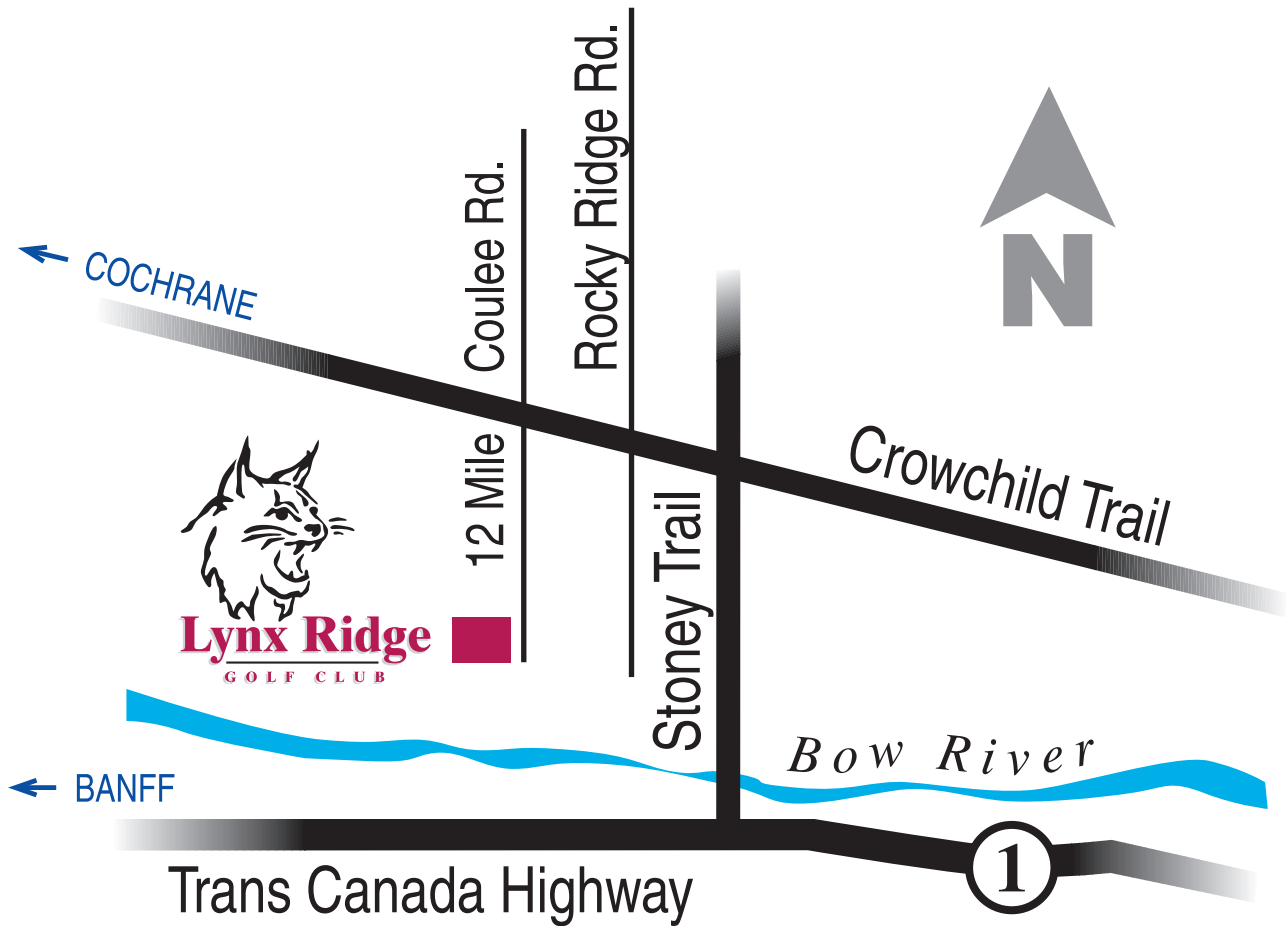 Rocky Ridge Rd.
12 Mile Coulee Rd.
N
COCHRANE
Crowchild Trail
Stoney Trail
Lynx Ridge
GOLF CLUB
Bow River
BANFF
1
Trans Canada Highway